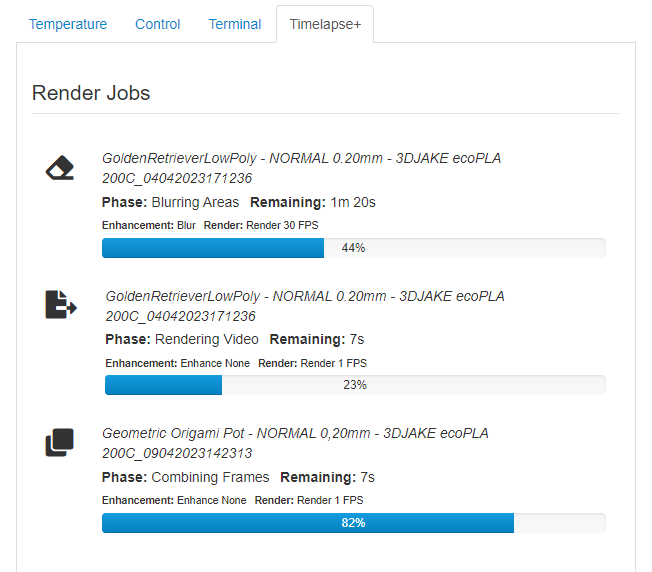 Temperature Control Terminal Timelapse+
Render Jobs
GoldenRetrieverLowPoly - NORMAL 0.20mm - 3DJAKE ecoPLA
200C_04042023171236
Phase: Blurring Areas Remaining: 1m 20s
Enhancement: Blur Render: Render 30 FPS
44%
GoldenRetrieverLowPoly - NORMAL 0.20mm - 3DJAKE ecoPLA
200C_04042023171236
Phase: Rendering Video Remaining: 7s
Enhancement: Enhance None Render: Render 1 FPS
23%
Geometric Origami Pot - NORMAL 0,20mm - 3DJAKE ecoPLA
200C_09042023142313
Phase: Combining Frames Remaining: 7s
Enhancement: Enhance None Render: Render 1 FPS
82%